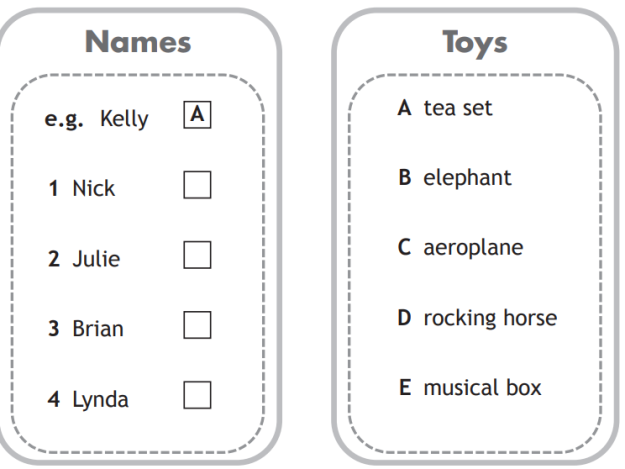 Names
e.g. Kelly A
1 Nick
2 Julie
3 Brian
4 Lynda
Toys
A tea set
B elephant
C aeroplane
D rocking horse
E musical box